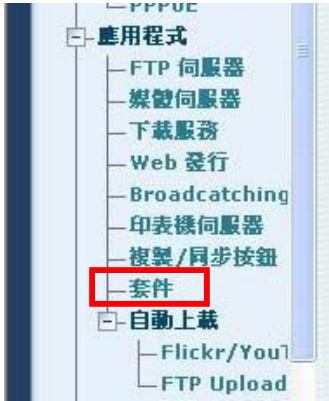 PPPoE
應用程式
FTP 伺服器
媒體伺服器
下載服務
Web 發行
Broadcatching
印表機伺服器
複製/同步按鈕
套件
自動上載
Flickr/YouT
FTP Upload